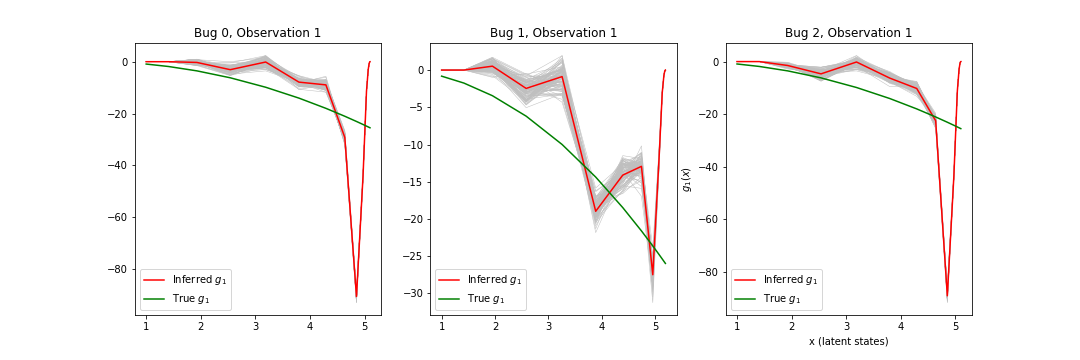 Bug 0, Observation 1
0
−20
−40
−60
−80
1 2 3 4 5
Inferred g₁
True g₁
Bug 1, Observation 1
0
−5
−10
−15
−20
−25
−30
1 2 3 4 5
Inferred g₁
True g₁
Bug 2, Observation 1
g₁(x)
0
−20
−40
−60
−80
1 2 3 4 5
x (latent states)
Inferred g₁
True g₁